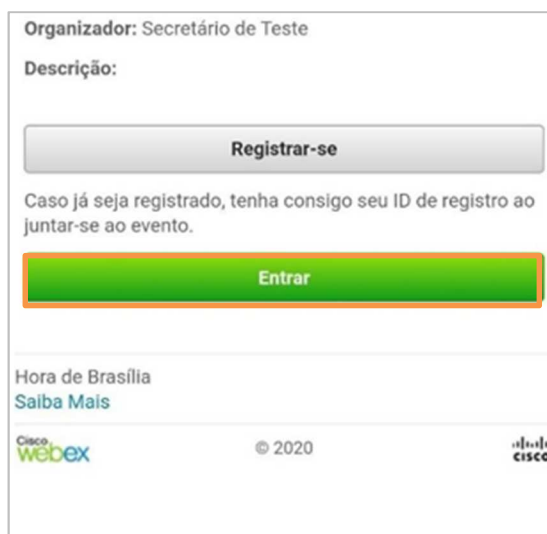 Organizador: Secretário de Teste
Descrição:
Registrar-se
Caso já seja registrado, tenha consigo seu ID de registro ao
juntar-se ao evento.
Entrar
Hora de Brasília
Saiba Mais
Cisco
webex
© 2020
cisco